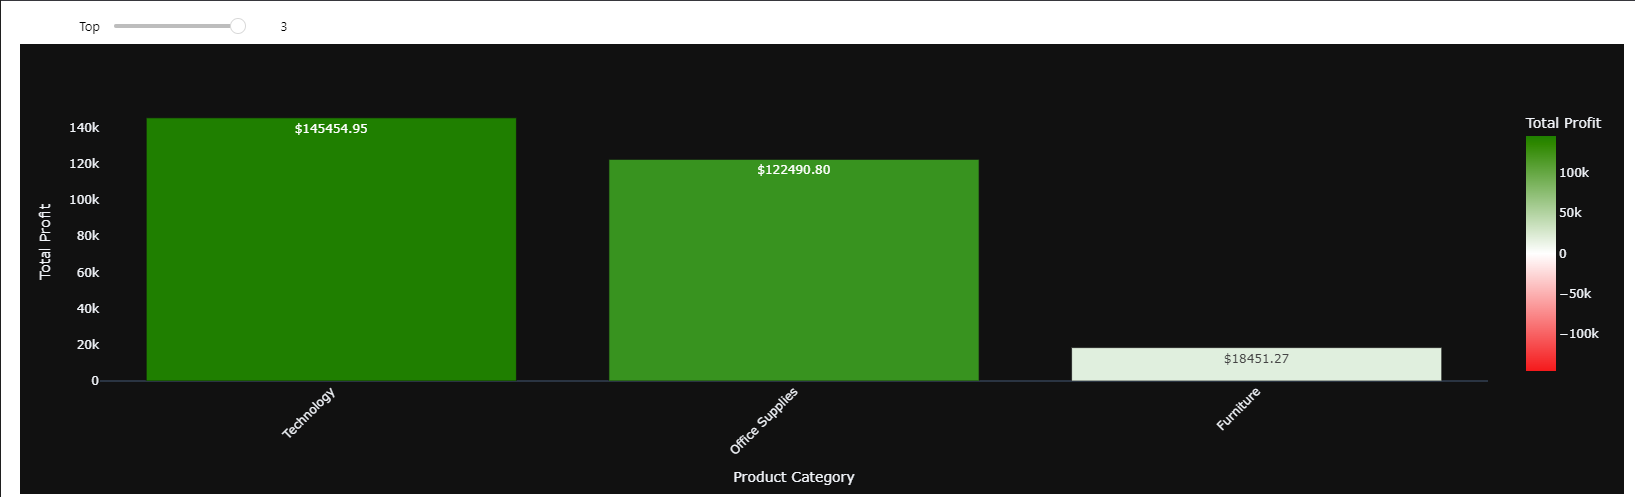 Top 3
$145454.95
$122490.80
$18451.27
140k
120k
100k
80k
60k
40k
20k
0
Total Profit
Technology
Office Supplies
Furniture
Product Category
Total Profit
100k
50k
0
−50k
−100k